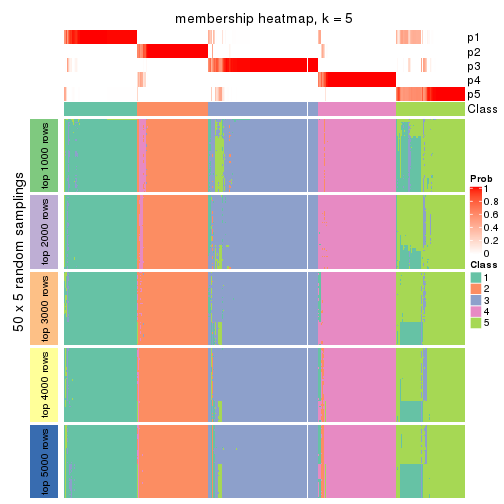 membership heatmap, k = 5
p1
p2
p3
p4
p5
Class
50 x 5 random samplings
top 1000 rows
top 2000 rows
top 3000 rows
top 4000 rows
top 5000 rows
Prob
1
0.8
0.6
0.4
0.2
0
Class
1
2
3
4
5